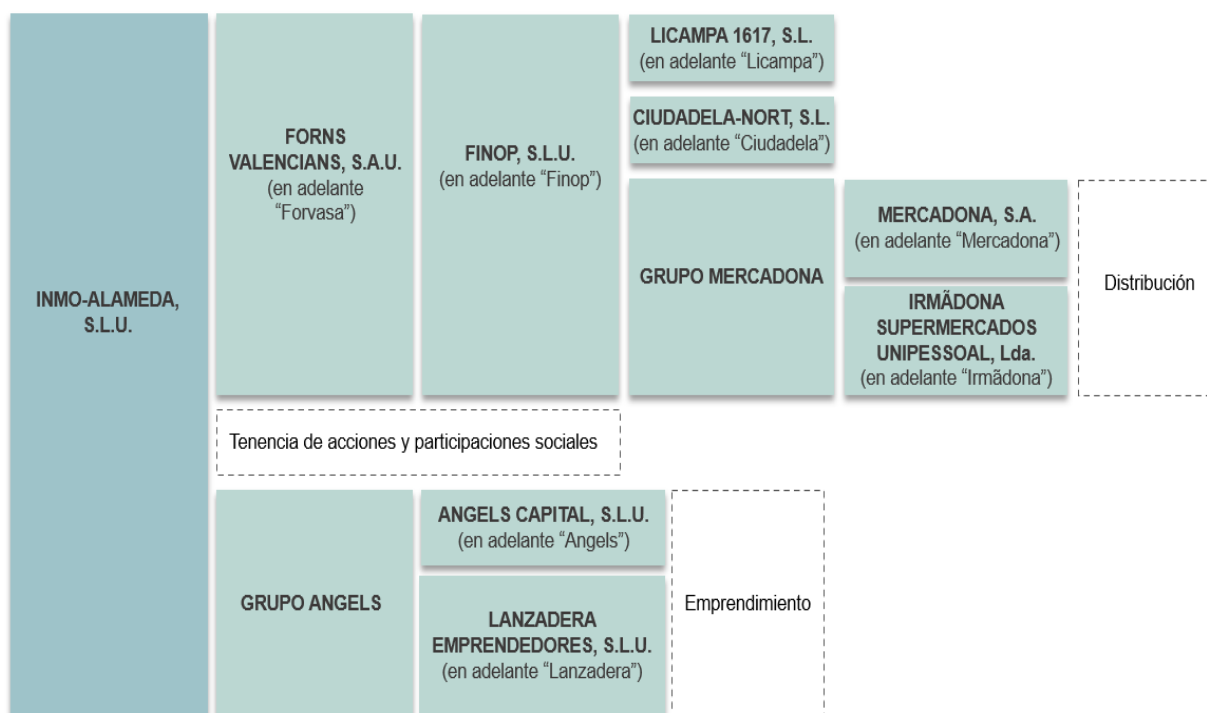 INMO-ALAMEDA,
S.L.U.
FORNS
VALENCIANS, S.A.U.
(en adelante
“Forvasa”)
FINOP, S.L.U.
(en adelante “Finop”)
LICAMPA 1617, S.L.
(en adelante “Licampa”)
CIUDADELA-NORT, S.L.
(en adelante “Ciudadela”)
GRUPO MERCADONA
MERCADONA, S.A.
(en adelante “Mercadona”)
IRMÃDONA
SUPERMERCADOS
UNIPESSOAL, Lda.
(en adelante “Irmãdona”)
Distribución
Tenencia de acciones y participaciones sociales
GRUPO ANGELS
ANGELS CAPITAL, S.L.U.
(en adelante “Angels”)
LANZADERA
EMPRENDEDORES, S.L.U.
(en adelante “Lanzadera”)
Emprendimiento